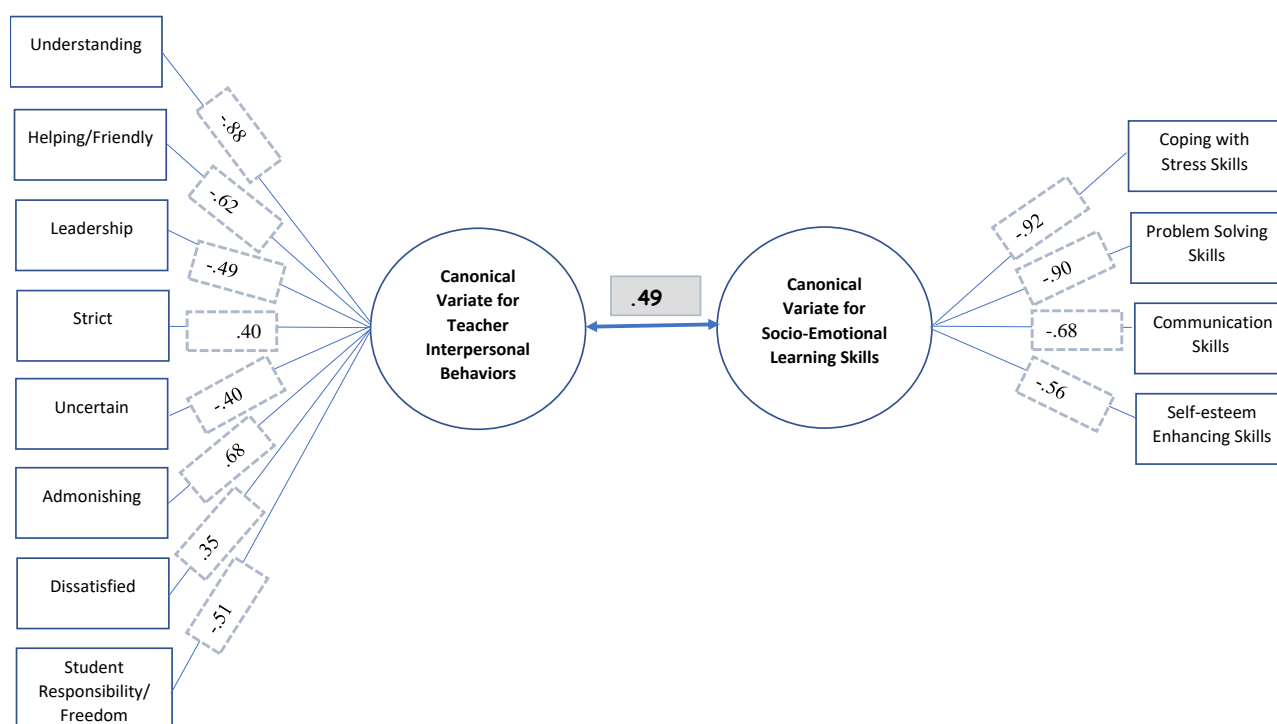 Understanding
-.88
Helping/Friendly
-.62
Leadership
-.49
Strict
.40
Uncertain
-.40
Admonishing
.68
Dissatisfied
.35
Student
Responsibility/
Freedom
-.51
Canonical
Variate for
Teacher
Interpersonal
Behaviors
.49
Canonical
Variate for
Socio-Emotional
Learning Skills
-.92
Coping with
Stress Skills
-.90
Problem Solving
Skills
-.68
Communication
Skills
-.56
Self-esteem
Enhancing Skills